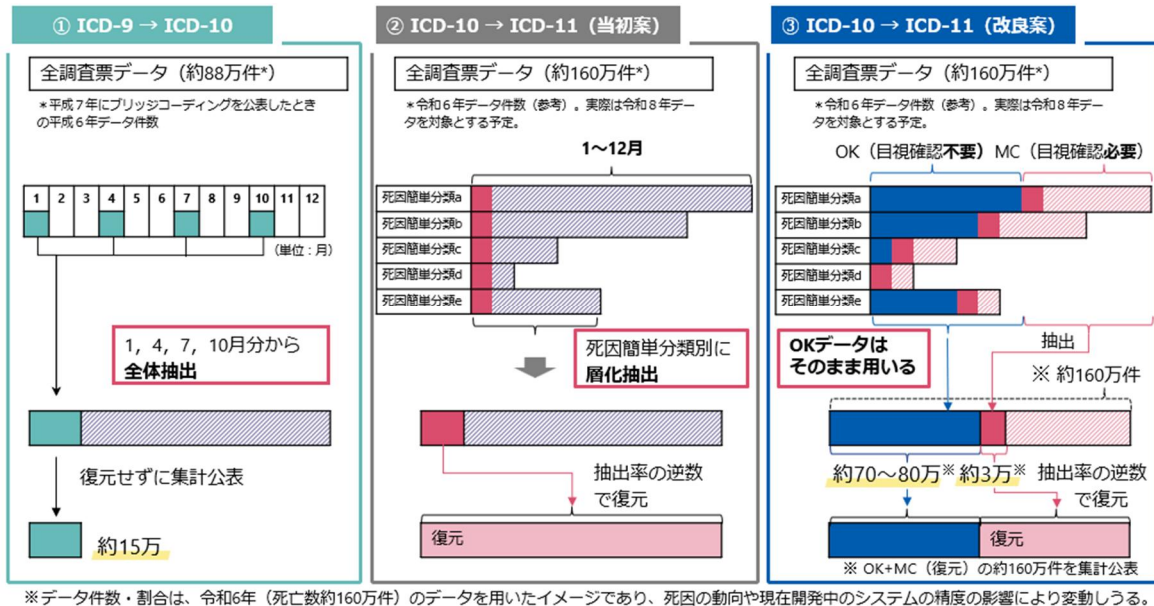 ① ICD-9 → ICD-10
全調査票データ（約88万件*）
＊平成７年にブリッジコーディングを公表したとき
の平成６年データ件数
1 2 3 4 5 6 7 8 9 10 11 12
（単位：月）
1，4，7，10月分から
全体抽出
復元せずに集計公表
約15万
② ICD-10 → ICD-11（当初案）
全調査票データ（約160万件*）
＊令和６年データ件数（参考）。実際は令和８年デー
タを対象とする予定。
1～12月
死因簡単分類a
死因簡単分類b
死因簡単分類c
死因簡単分類d
死因簡単分類e
死因簡単分類別に
層化抽出
抽出率の逆数
で復元
復元
③ ICD-10 → ICD-11（改良案）
全調査票データ（約160万件*）
＊令和６年データ件数（参考）。実際は令和８年デー
タを対象とする予定。
OK（目視確認不要） MC（目視確認必要）
死因簡単分類a
死因簡単分類b
死因簡単分類c
死因簡単分類d
死因簡単分類e
OKデータは
そのまま用いる
抽出
※ 約160万件
約70～80万※ 約3万※
抽出率の逆数
で復元
復元
※ OK+MC（復元）の約160万件を集計公表
※データ件数・割合は、令和6年（死亡数約160万件）のデータを用いたイメージであり、死因の動向や現在開発中のシステムの精度の影響により変動しうる。